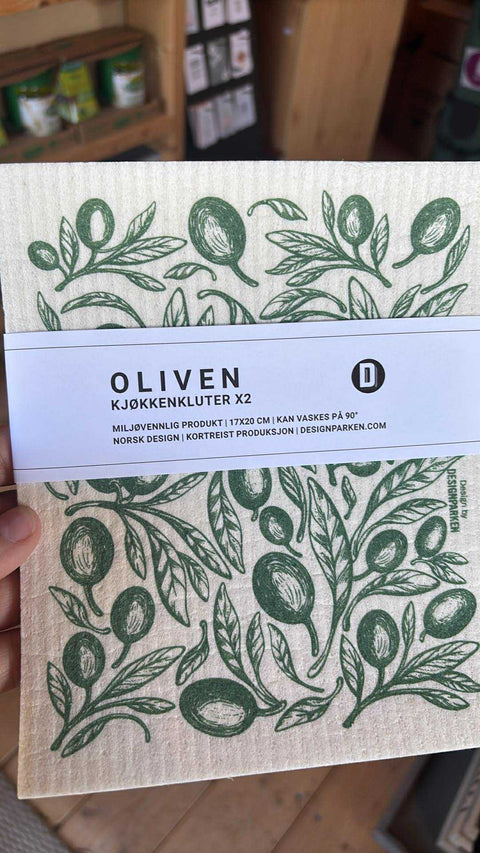 OLIVEN
D
KJØKKENKLUTER X2
MILJØVENNLIG PRODUKT | 17X20 CM | KAN VASKES PÅ 90°
NORSK DESIGN | KORTREIST PRODUKSJON | DESIGNPARKEN.COM
Design by
DESIGNPARKEN